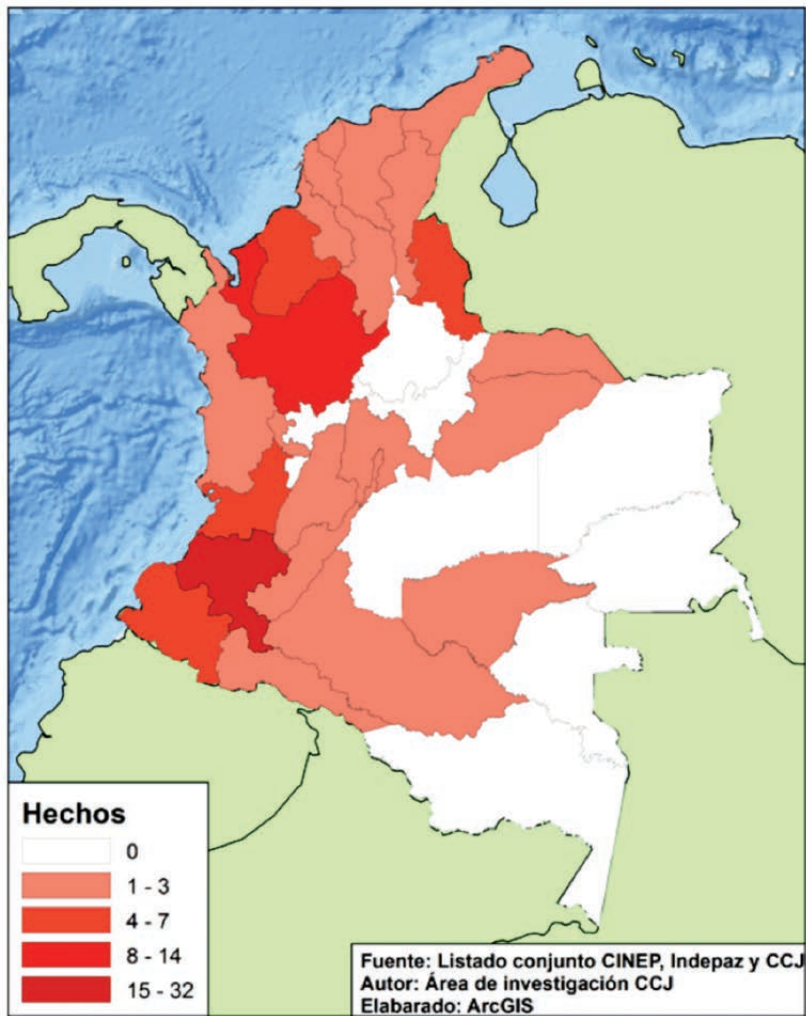 Hechos
0
1 - 3
4 - 7
8 - 14
15 - 32
Fuente: Listado conjunto CINEP, Indepaz y CCJ
Autor: Área de investigación CCJ
Elabarado: ArcGIS